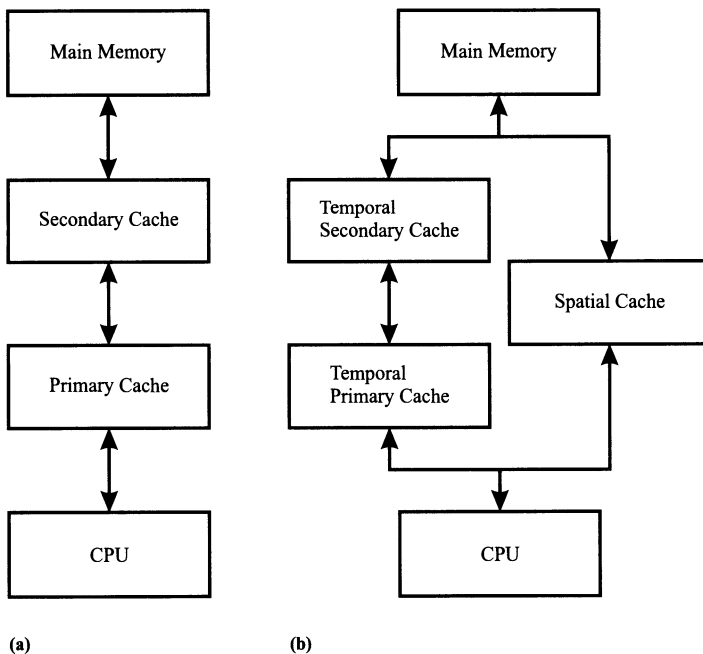 Main Memory
Secondary Cache
Primary Cache
CPU
(a)
Main Memory
Temporal
Secondary Cache
Spatial Cache
Temporal
Primary Cache
CPU
(b)